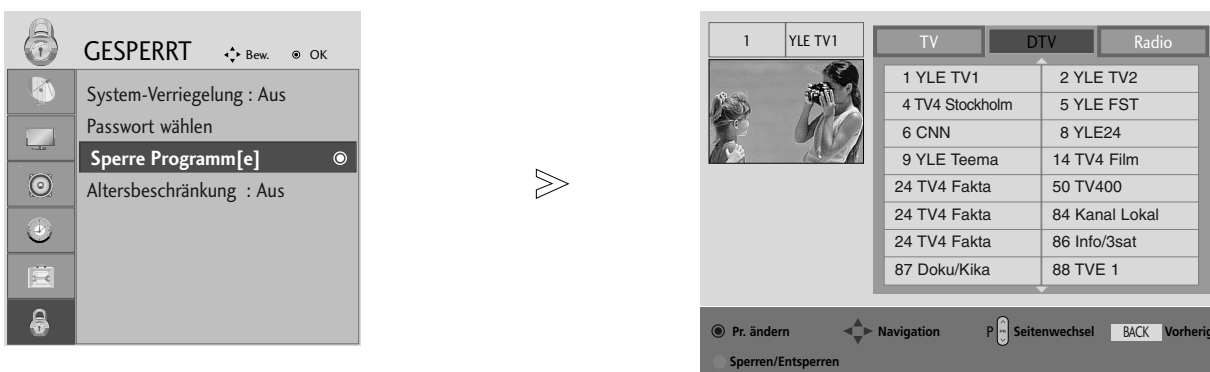 GESPERRT Bew. OK
System-Verriegelung : Aus
Passwort wählen
Sperre Programm[e]
Altersbeschränkung : Aus
1 YLE TV1
TV DTV Radio
1 YLE TV1 2 YLE TV2
4 TV4 Stockholm 5 YLE FST
6 CNN 8 YLE24
9 YLE Teema 14 TV4 Film
24 TV4 Fakta 50 TV400
24 TV4 Fakta 84 Kanal Lokal
24 TV4 Fakta 86 Info/3sat
87 Doku/Kika 88 TVE 1
Pr. ändern Navigation P PR Seitenwechsel BACK Vorherig
Sperren/Entsperren